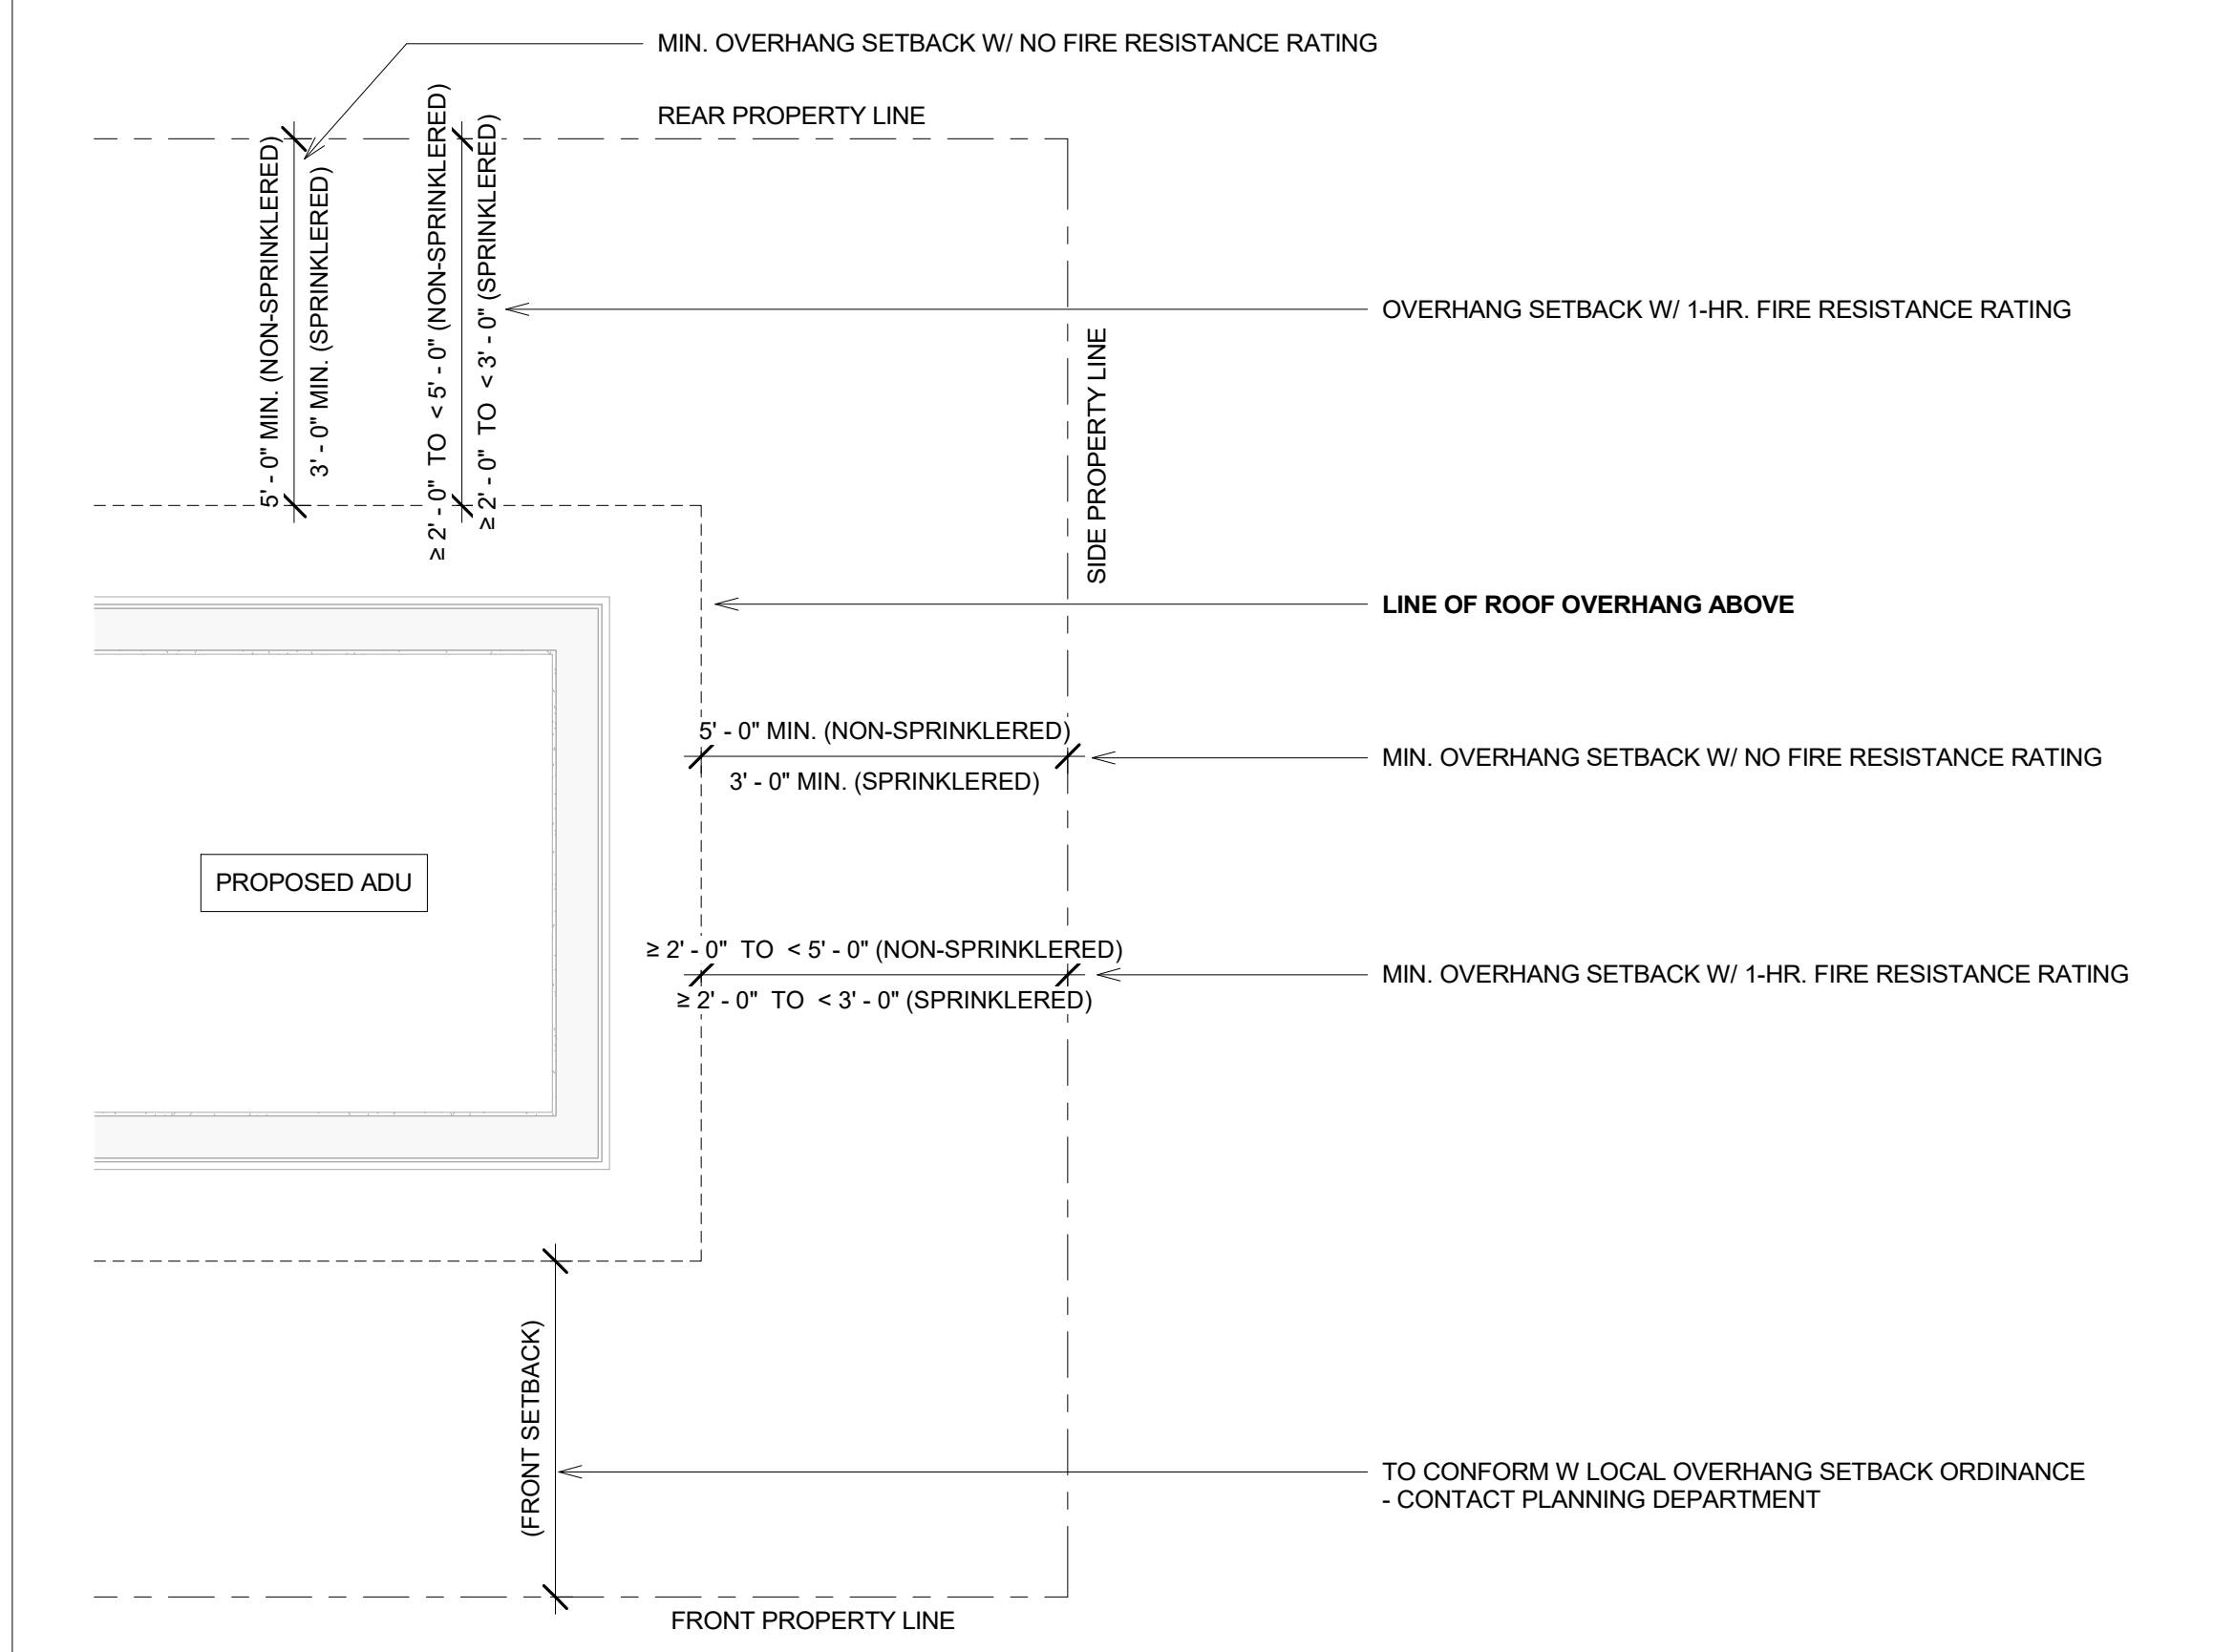 MIN. OVERHANG SETBACK W/ NO FIRE RESISTANCE RATING
REAR PROPERTY LINE
5' - 0" MIN. (NON-SPRINKLERED)
3' - 0" MIN. (SPRINKLERED)
≥ 2' - 0" TO < 5' - 0" (NON-SPRINKLERED)
≥ 2' - 0" TO < 3' - 0" (SPRINKLERED)
OVERHANG SETBACK W/ 1-HR. FIRE RESISTANCE RATING
SIDE PROPERTY LINE
LINE OF ROOF OVERHANG ABOVE
5' - 0" MIN. (NON-SPRINKLERED)
3' - 0" MIN. (SPRINKLERED)
MIN. OVERHANG SETBACK W/ NO FIRE RESISTANCE RATING
PROPOSED ADU
≥ 2' - 0" TO < 5' - 0" (NON-SPRINKLERED)
≥ 2' - 0" TO < 3' - 0" (SPRINKLERED)
MIN. OVERHANG SETBACK W/ 1-HR. FIRE RESISTANCE RATING
(FRONT SETBACK)
TO CONFORM W LOCAL OVERHANG SETBACK ORDINANCE
- CONTACT PLANNING DEPARTMENT
FRONT PROPERTY LINE